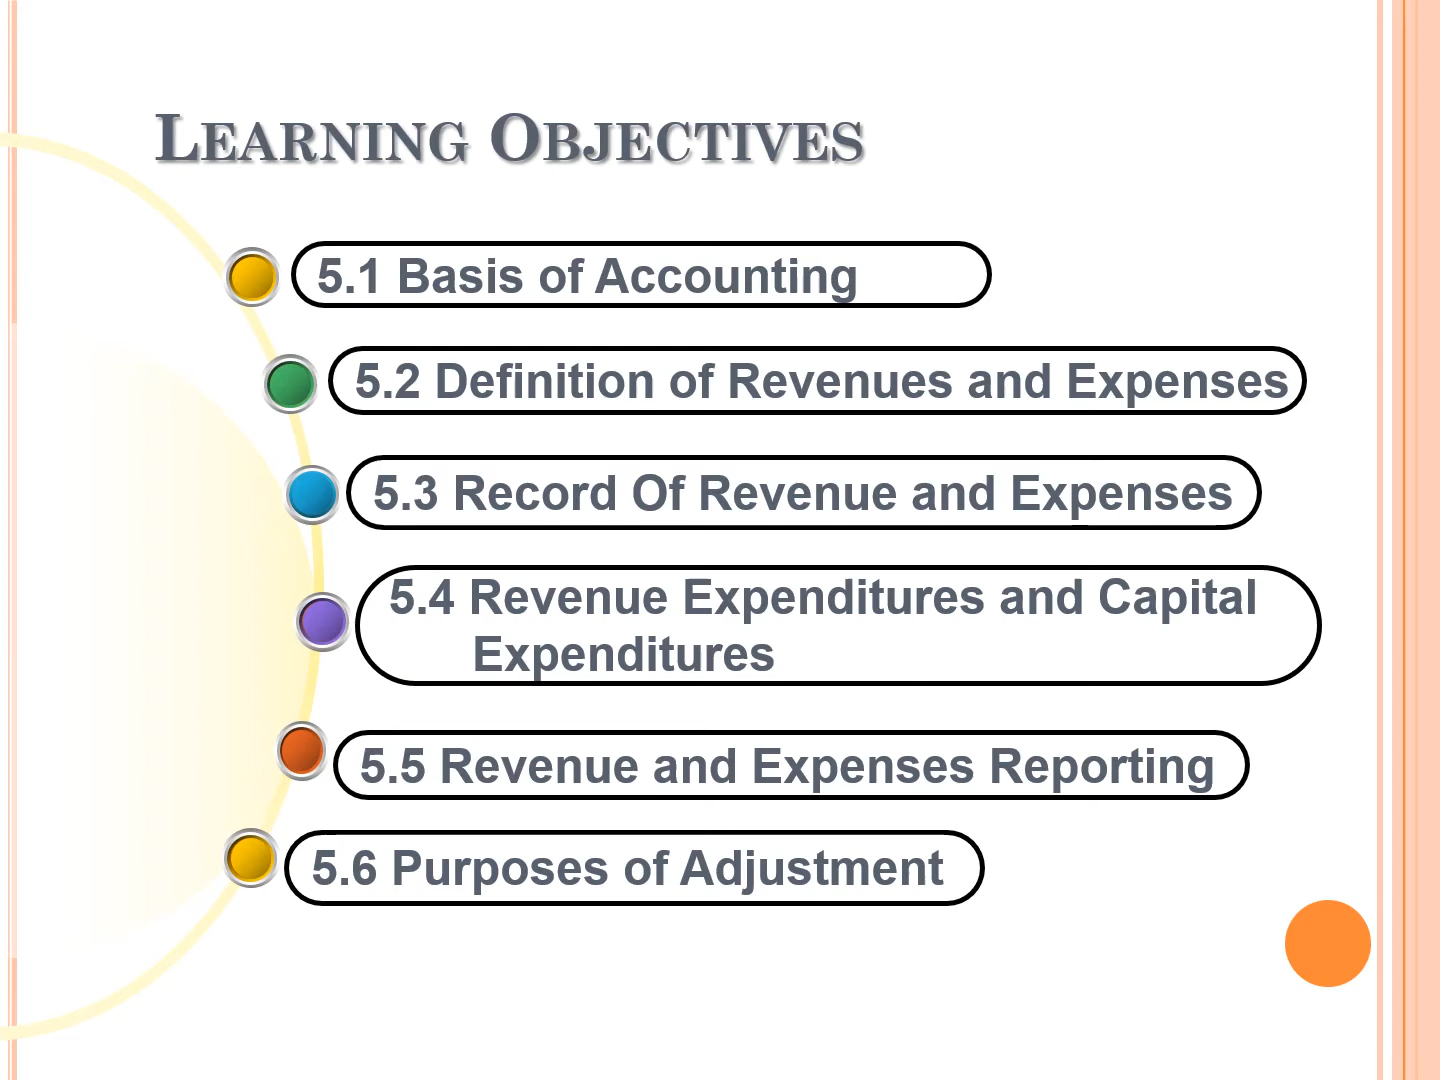 LEARNING OBJECTIVES
5.1 Basis of Accounting
5.2 Definition of Revenues and Expenses
5.3 Record Of Revenue and Expenses
5.4 Revenue Expenditures and Capital
Expenditures
5.5 Revenue and Expenses Reporting
5.6 Purposes of Adjustment